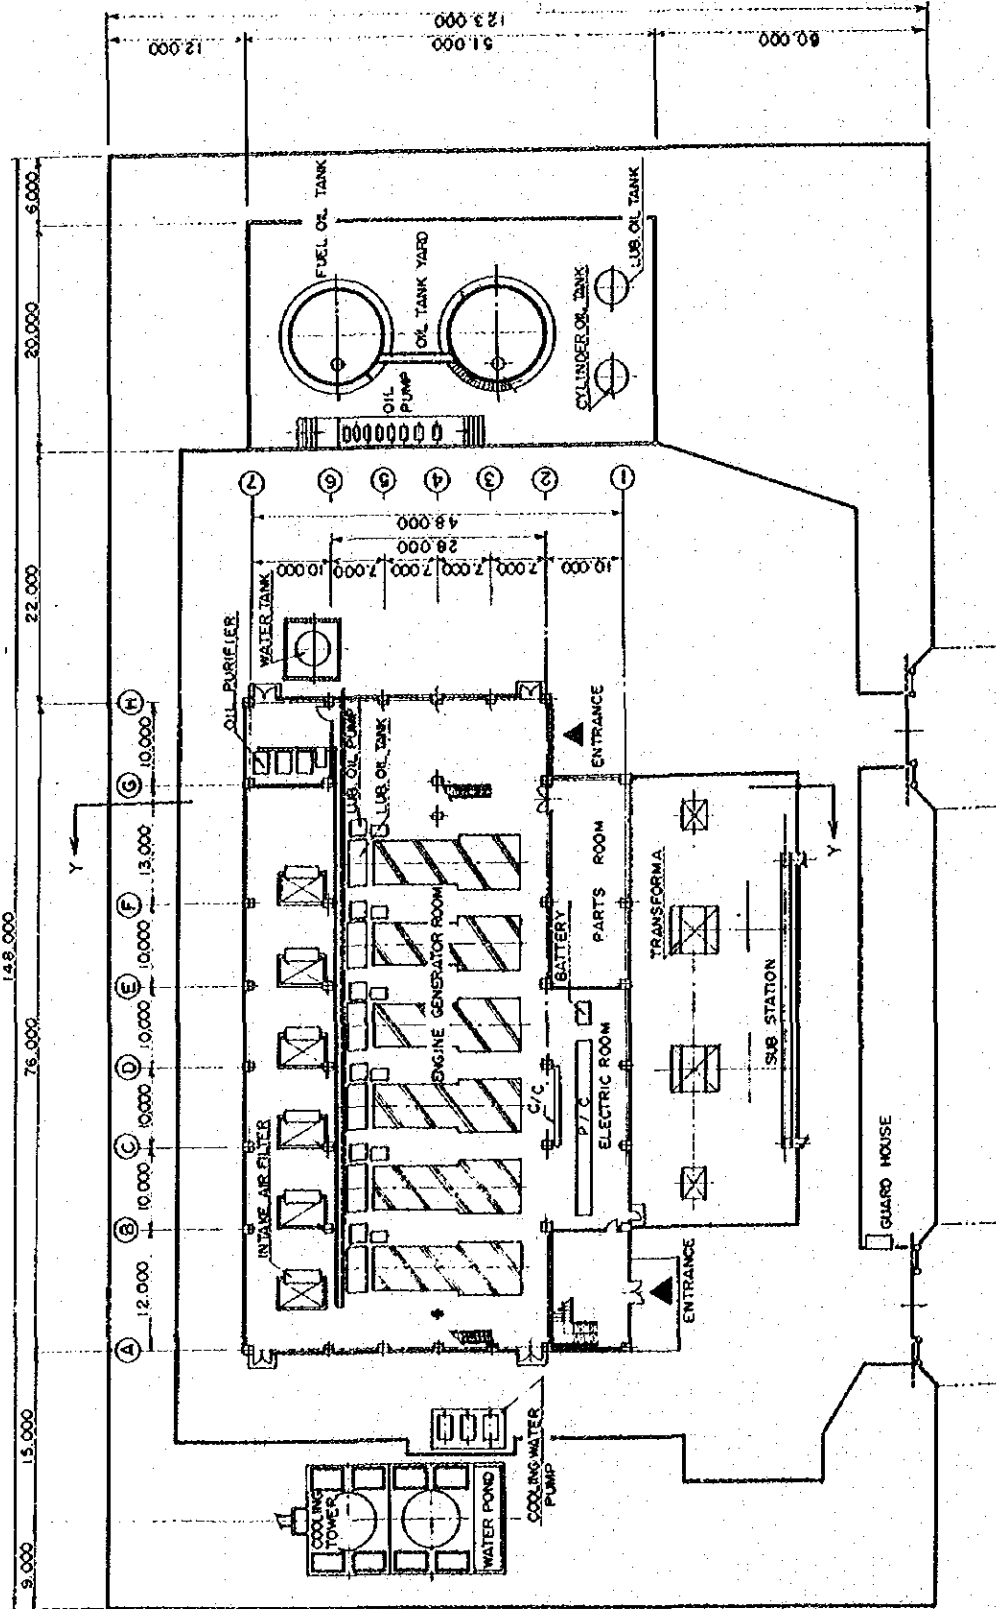 12.000
51.000
60.000
123.000
148.000
9.000
15.000
76.000
22.000
20.000
6.000
FUEL OIL TANK
OIL TANK YARD
OIL
PUMP
CYLINDER OIL TANK
LUB. OIL TANK
7
6
5
4
3
2
1
48.000
28.000
10.000
7.000
7.000
7.000
7.000
10.000
WATER TANK
OIL PURIFIER
A
B
C
D
E
F
G
H
12.000
10.000
10.000
10.000
10.000
13.000
10.000
Y
Y
LUB. OIL PUMP
LUB. OIL TANK
INTAKE AIR FILTER
ENGINE GENERATOR ROOM
ENTRANCE
PARTS ROOM
BATTERY
C/C
P/C
ELECTRIC ROOM
TRANSFORMA
SUB STATION
ENTRANCE
GUARD HOUSE
COOLING
TOWER
WATER POND
COOLING WATER
PUMP